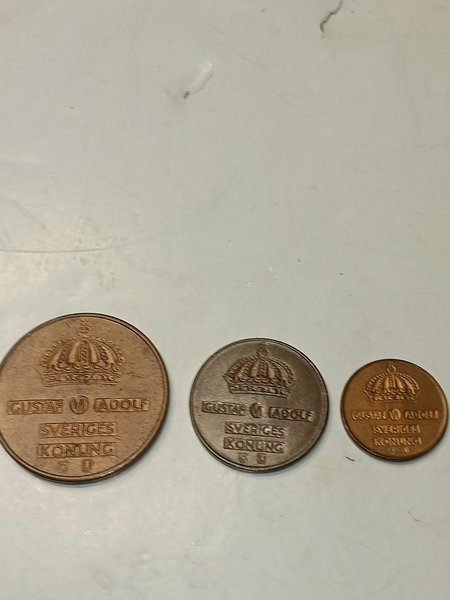 GUSTAF VI ADOLF
SVERIGES
KONUNG
U
GUSTAF VI ADOLF
SVERIGES
KONUNG
U
GUSTAF VI ADOLF
SVERIGES
KONUNG
U